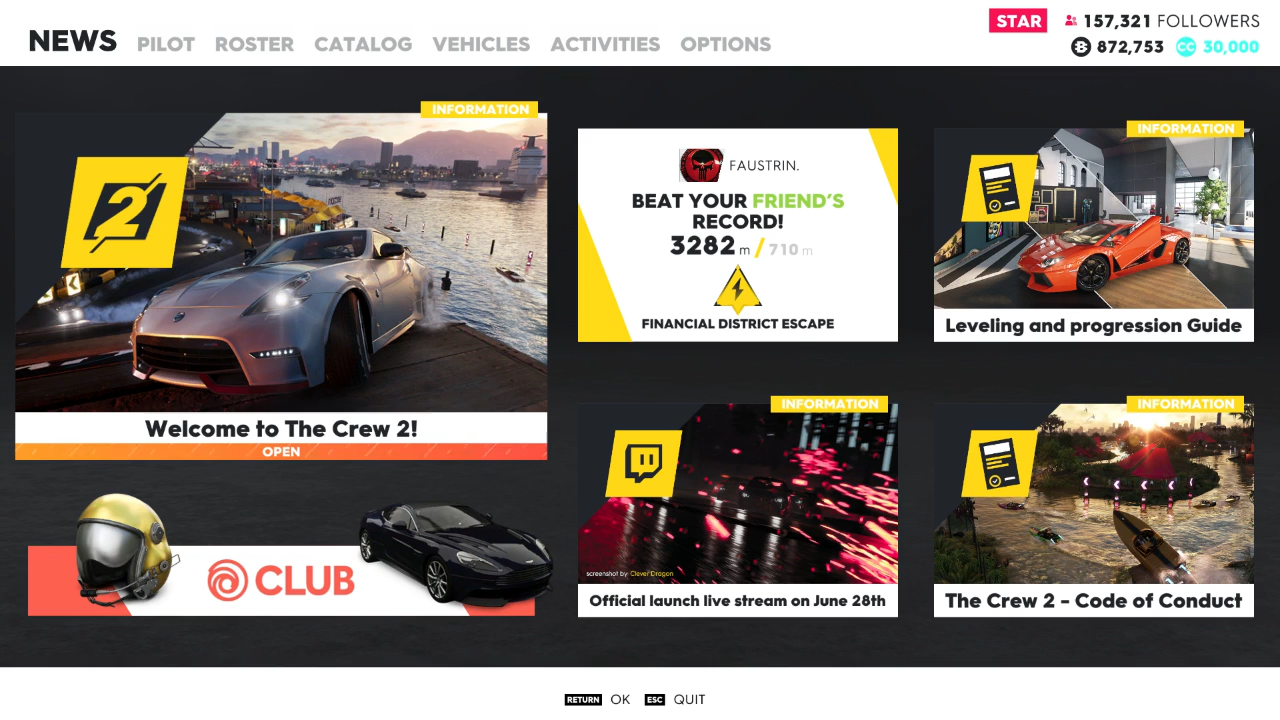 NEWS PILOT ROSTER CATALOG VEHICLES ACTIVITIES OPTIONS
STAR 157,321 FOLLOWERS
872,753 CC 30,000
INFORMATION
2
Welcome to The Crew 2!
OPEN
CLUB
FAUSTRIN.
BEAT YOUR FRIEND'S
RECORD!
3282 m / 710 m
FINANCIAL DISTRICT ESCAPE
INFORMATION
Leveling and progression Guide
INFORMATION
screenshot by Clever Dragon
Official launch live stream on June 28th
INFORMATION
The Crew 2 - Code of Conduct
RETURN OK ESC QUIT